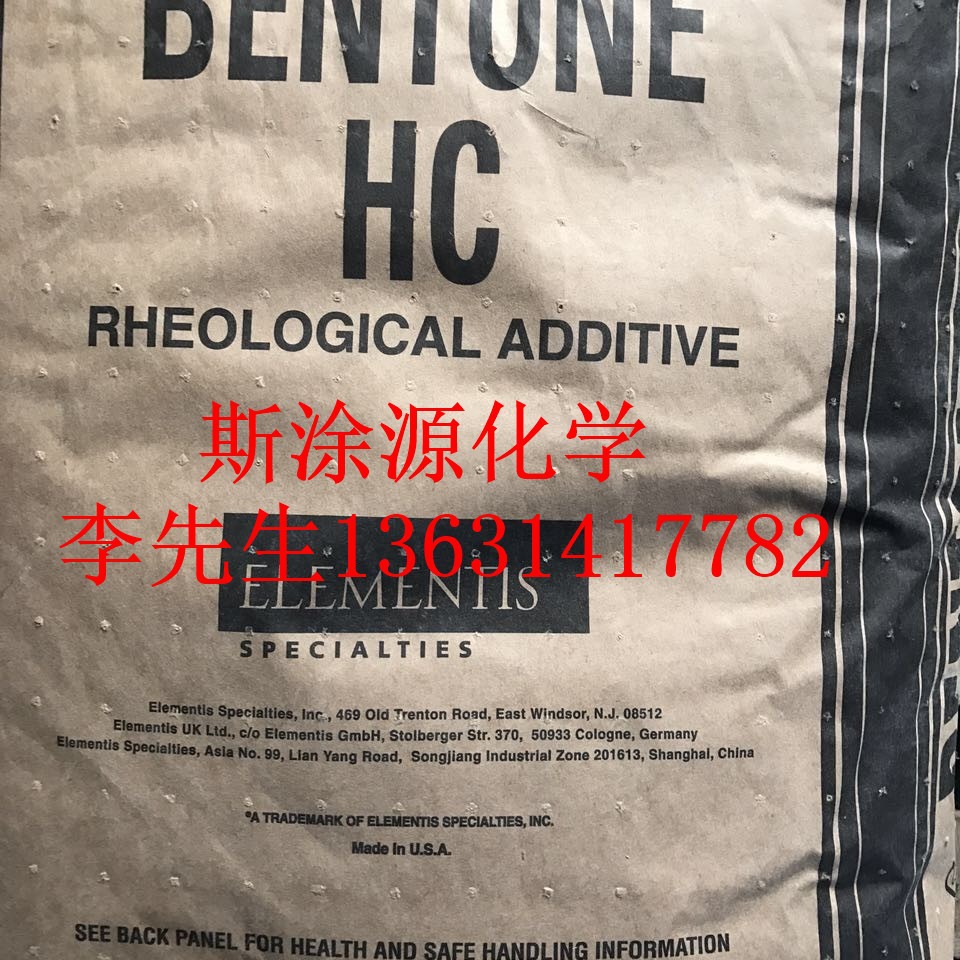 BENTONE
HC
RHEOLOGICAL ADDITIVE
斯涂源化学
李先生13631417782
ELEMENTIS
SPECIALTIES
Elementis Specialties, Inc., 469 Old Trenton Road, East Windsor, N.J. 08512
Elementis UK Ltd., c/o Elementis GmbH, Stolberger Str. 370, 50933 Cologne, Germany
Elementis Specialties, Asia No. 99, Lian Yang Road, Songjiang Industrial Zone 201613, Shanghai, China
®A TRADEMARK OF ELEMENTIS SPECIALTIES, INC.
Made in U.S.A.
SEE BACK PANEL FOR HEALTH AND SAFE HANDLING INFORMATION